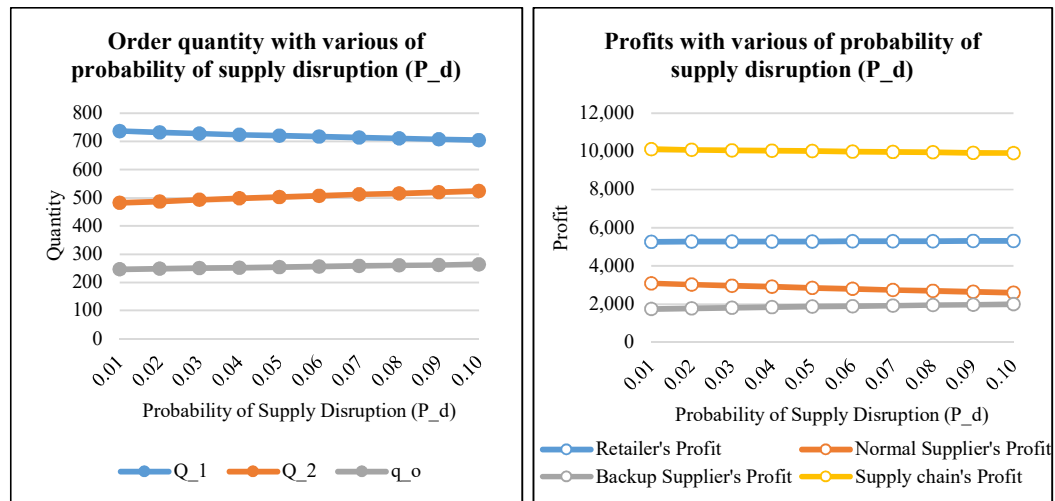 Order quantity with various of
probability of supply disruption (P_d)
800
700
600
500
400
300
200
100
0
Quantity
0.01 0.02 0.03 0.04 0.05 0.06 0.07 0.08 0.09 0.10
Probability of Supply Disruption (P_d)
Q_1 Q_2 q_o
Profits with various of probability of
supply disruption (P_d)
12,000
10,000
8,000
6,000
4,000
2,000
0
Profit
0.01 0.02 0.03 0.04 0.05 0.06 0.07 0.08 0.09 0.10
Probability of Supply Disruption (P_d)
Retailer's Profit Normal Supplier's Profit
Backup Supplier's Profit Supply chain's Profit